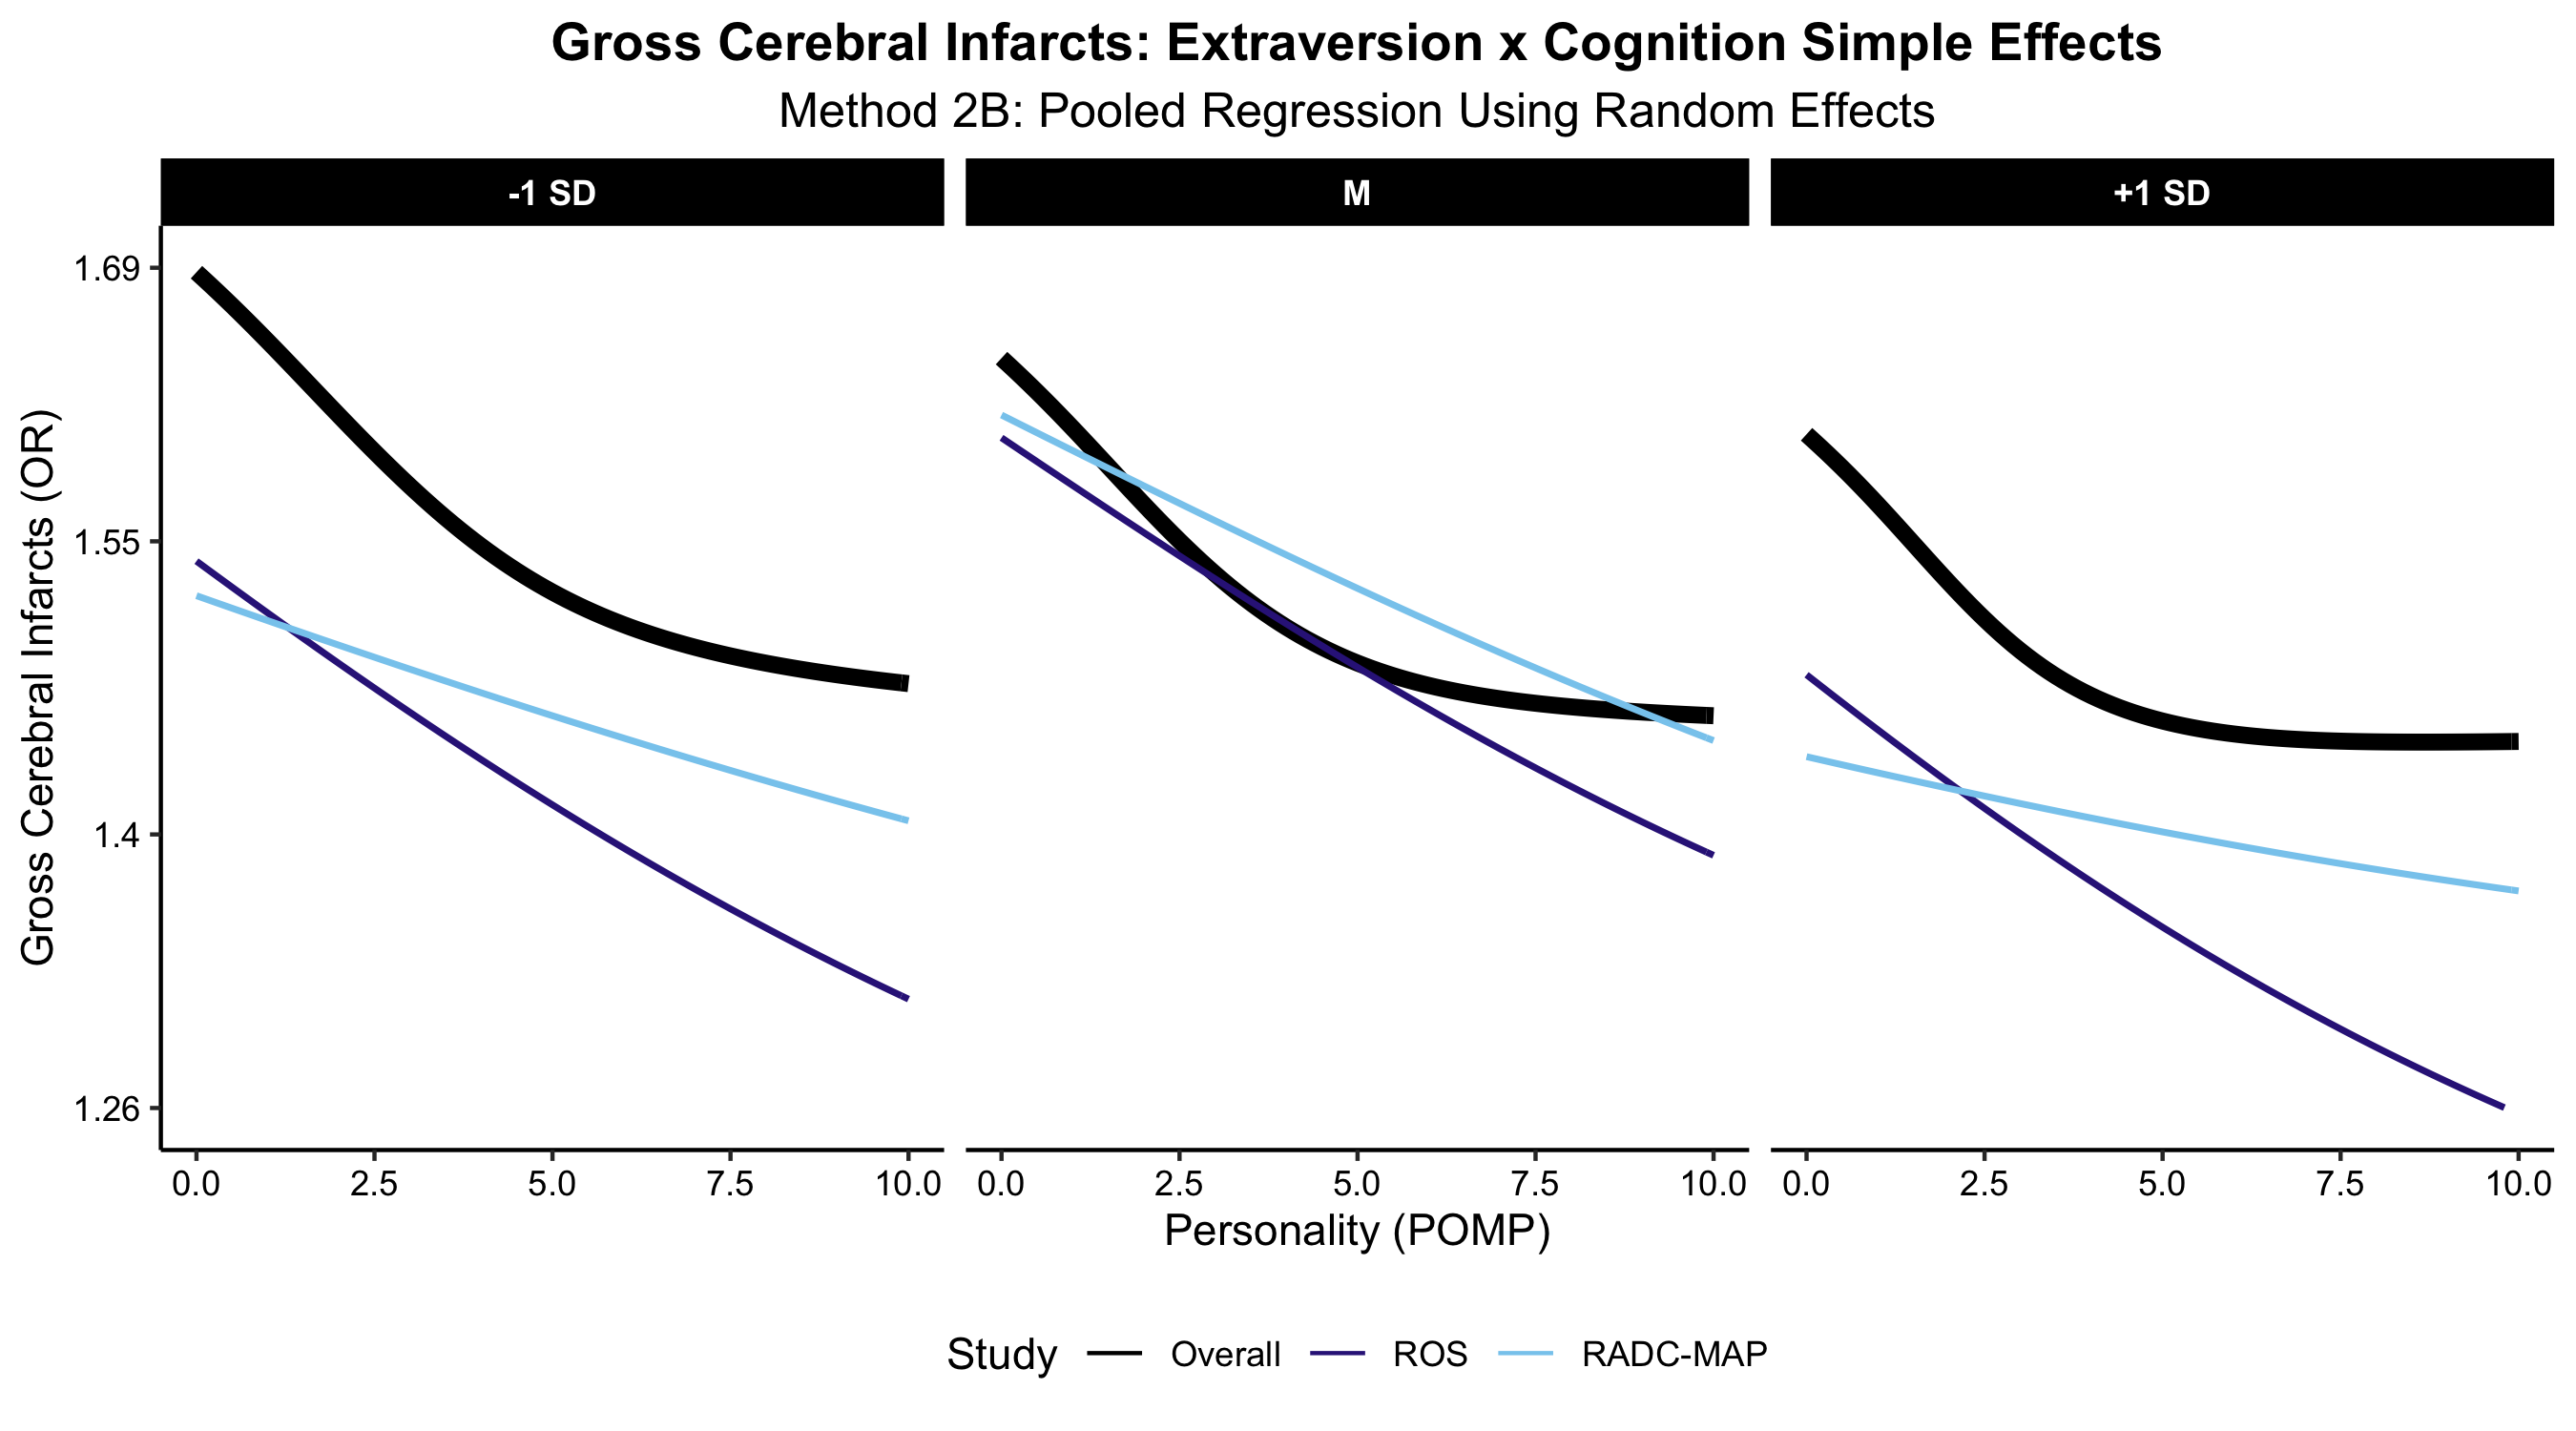 Gross Cerebral Infarcts: Extraversion x Cognition Simple Effects
Method 2B: Pooled Regression Using Random Effects
-1 SD
M
+1 SD
Gross Cerebral Infarcts (OR)
1.69
1.55
1.4
1.26
0.0 2.5 5.0 7.5 10.0
0.0 2.5 5.0 7.5 10.0
0.0 2.5 5.0 7.5 10.0
Personality (POMP)
Study Overall ROS RADC-MAP